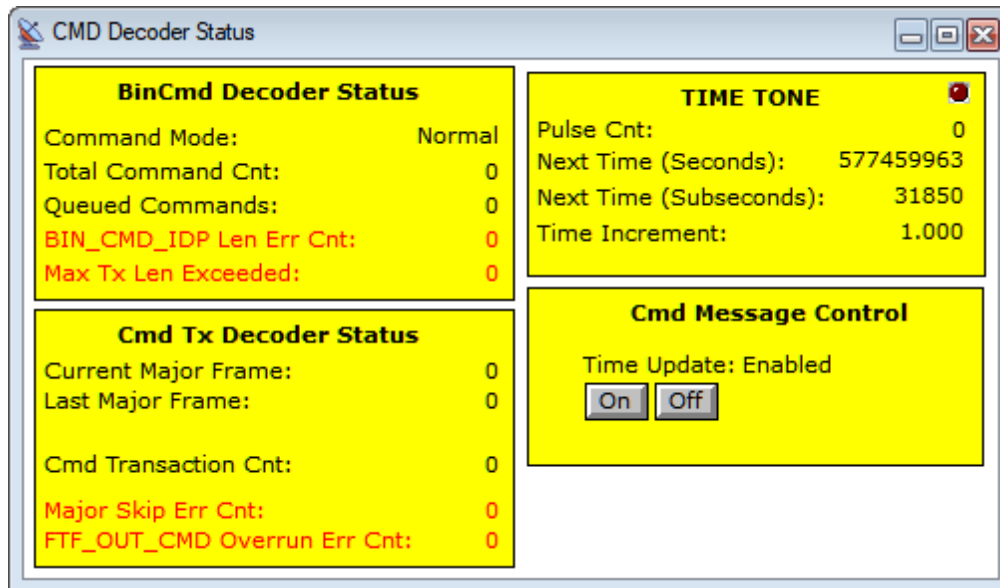 CMD Decoder Status
BinCmd Decoder Status
Command Mode: Normal
Total Command Cnt: 0
Queued Commands: 0
BIN_CMD_IDP Len Err Cnt: 0
Max Tx Len Exceeded: 0
Cmd Tx Decoder Status
Current Major Frame: 0
Last Major Frame: 0
Cmd Transaction Cnt: 0
Major Skip Err Cnt: 0
FTF_OUT_CMD Overrun Err Cnt: 0
TIME TONE
Pulse Cnt: 0
Next Time (Seconds): 577459963
Next Time (Subseconds): 31850
Time Increment: 1.000
Cmd Message Control
Time Update: Enabled
On Off